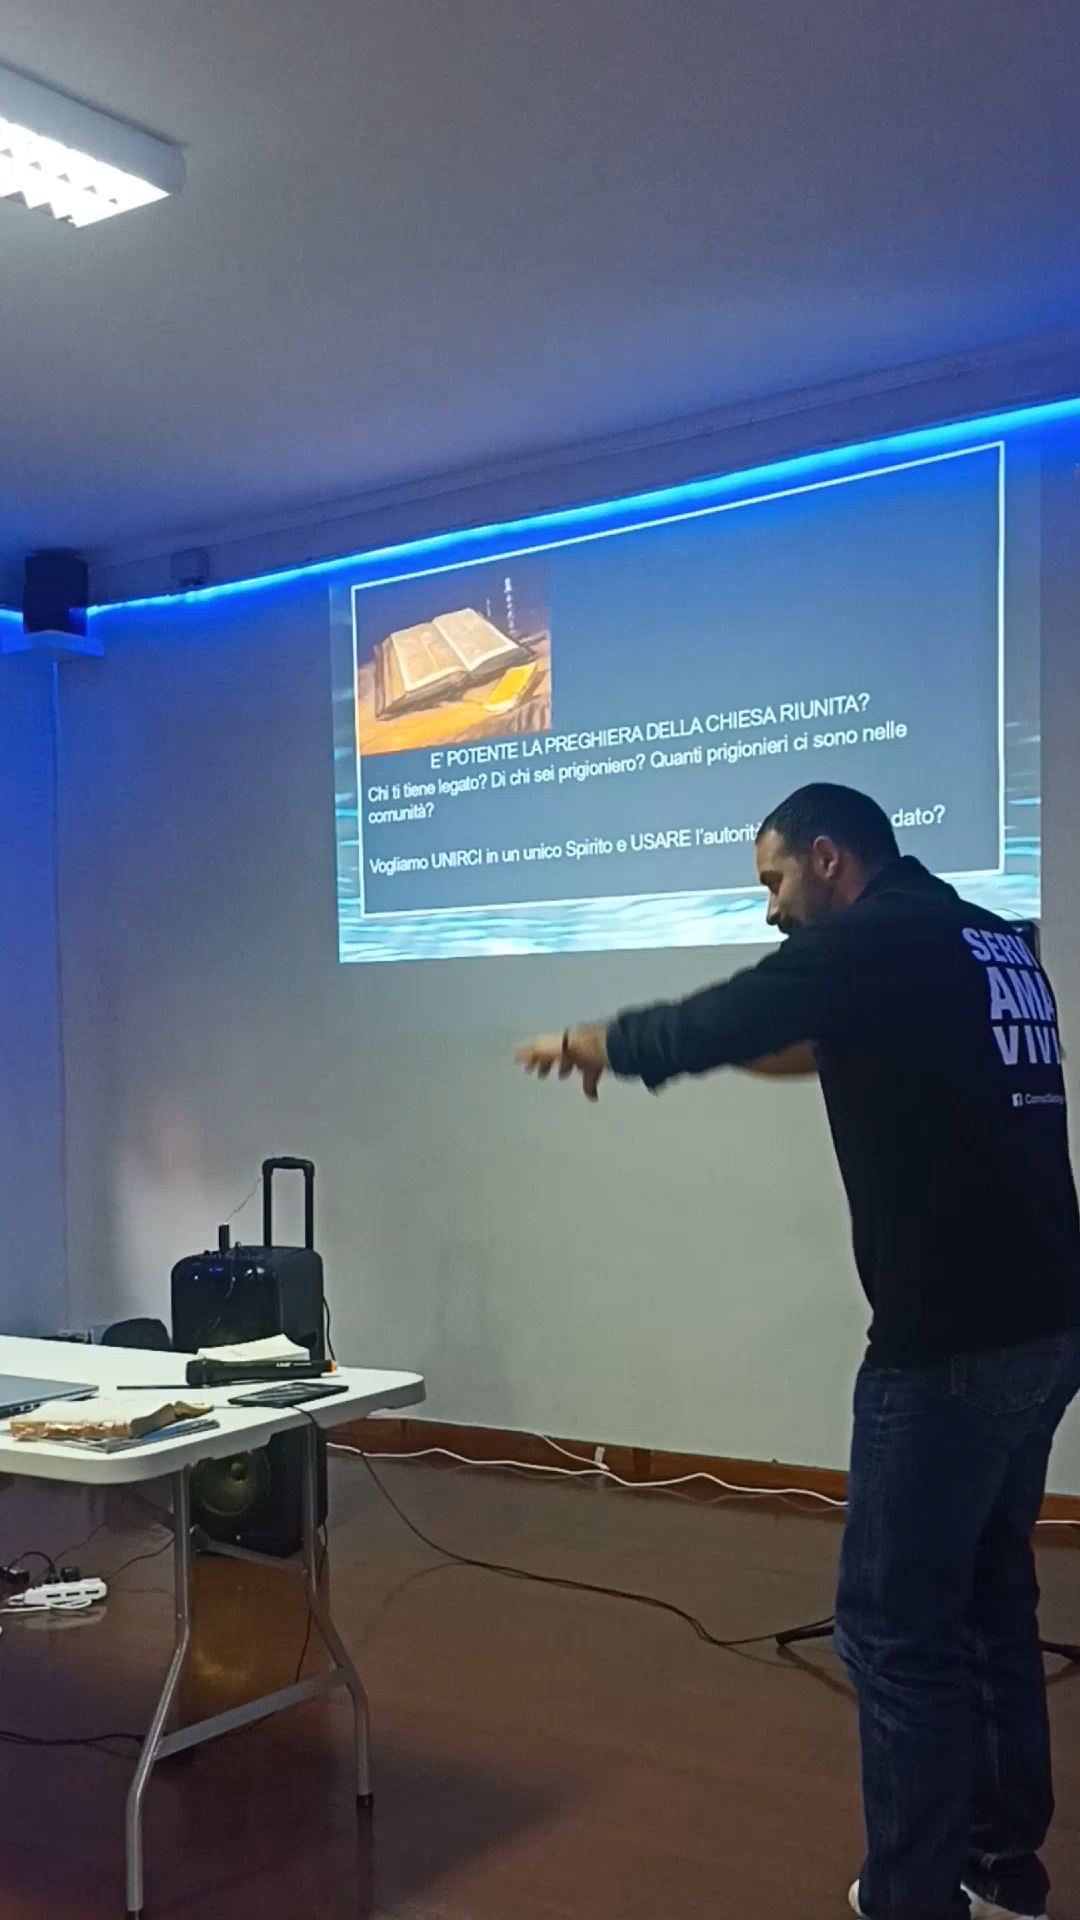 E' POTENTE LA PREGHIERA DELLA CHIESA RIUNITA?
Chi ti tiene legato? Di chi sei prigioniero? Quanti prigionieri ci sono nelle
comunità?
Vogliamo UNIRCI in un unico Spirito e USARE l'autorit dato?
SERVI
AMA
VIVI